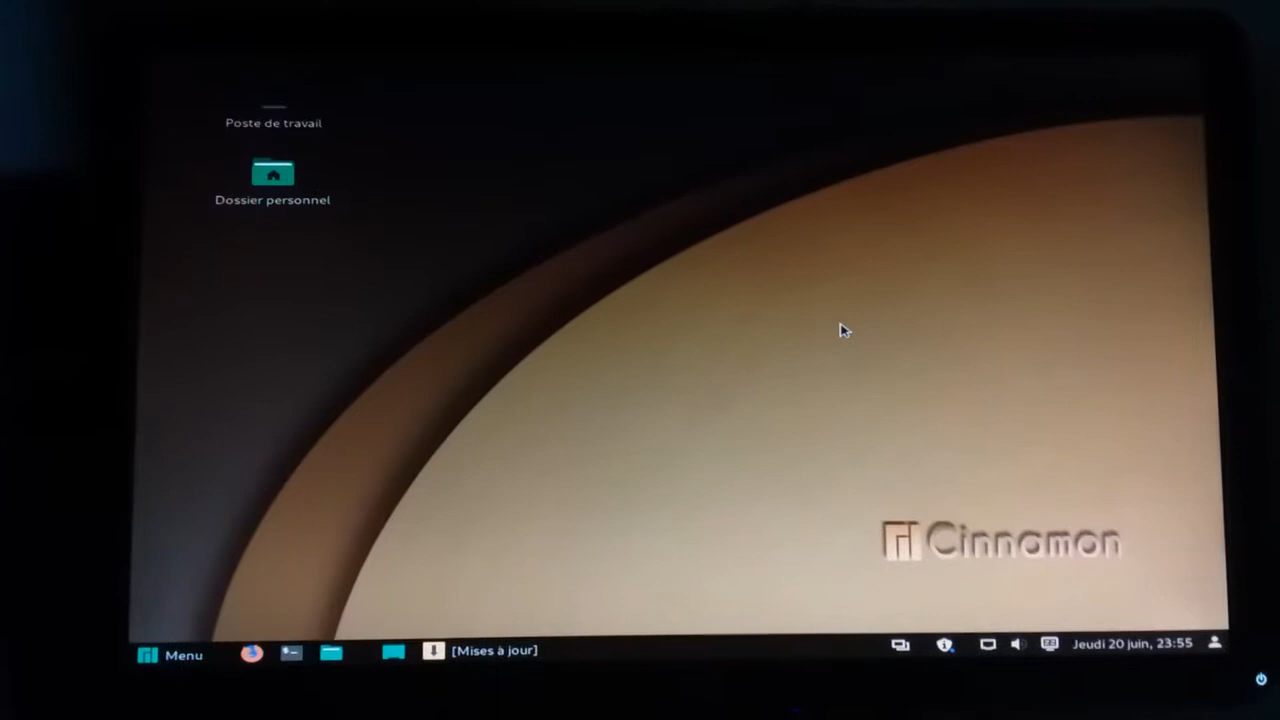 Poste de travail
Dossier personnel
Cinnamon
Menu
[Mises à jour]
Jeudi 20 juin, 23:55